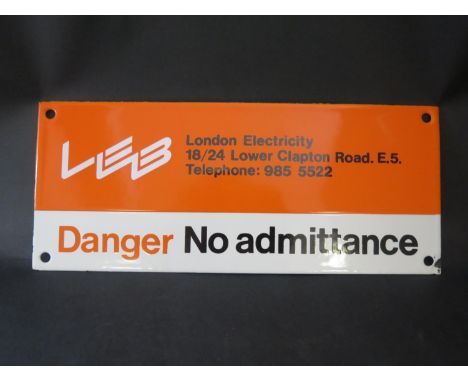 LEB
London Electricity
18/24 Lower Clapton Road. E.5.
Telephone: 985 5522
Danger No admittance